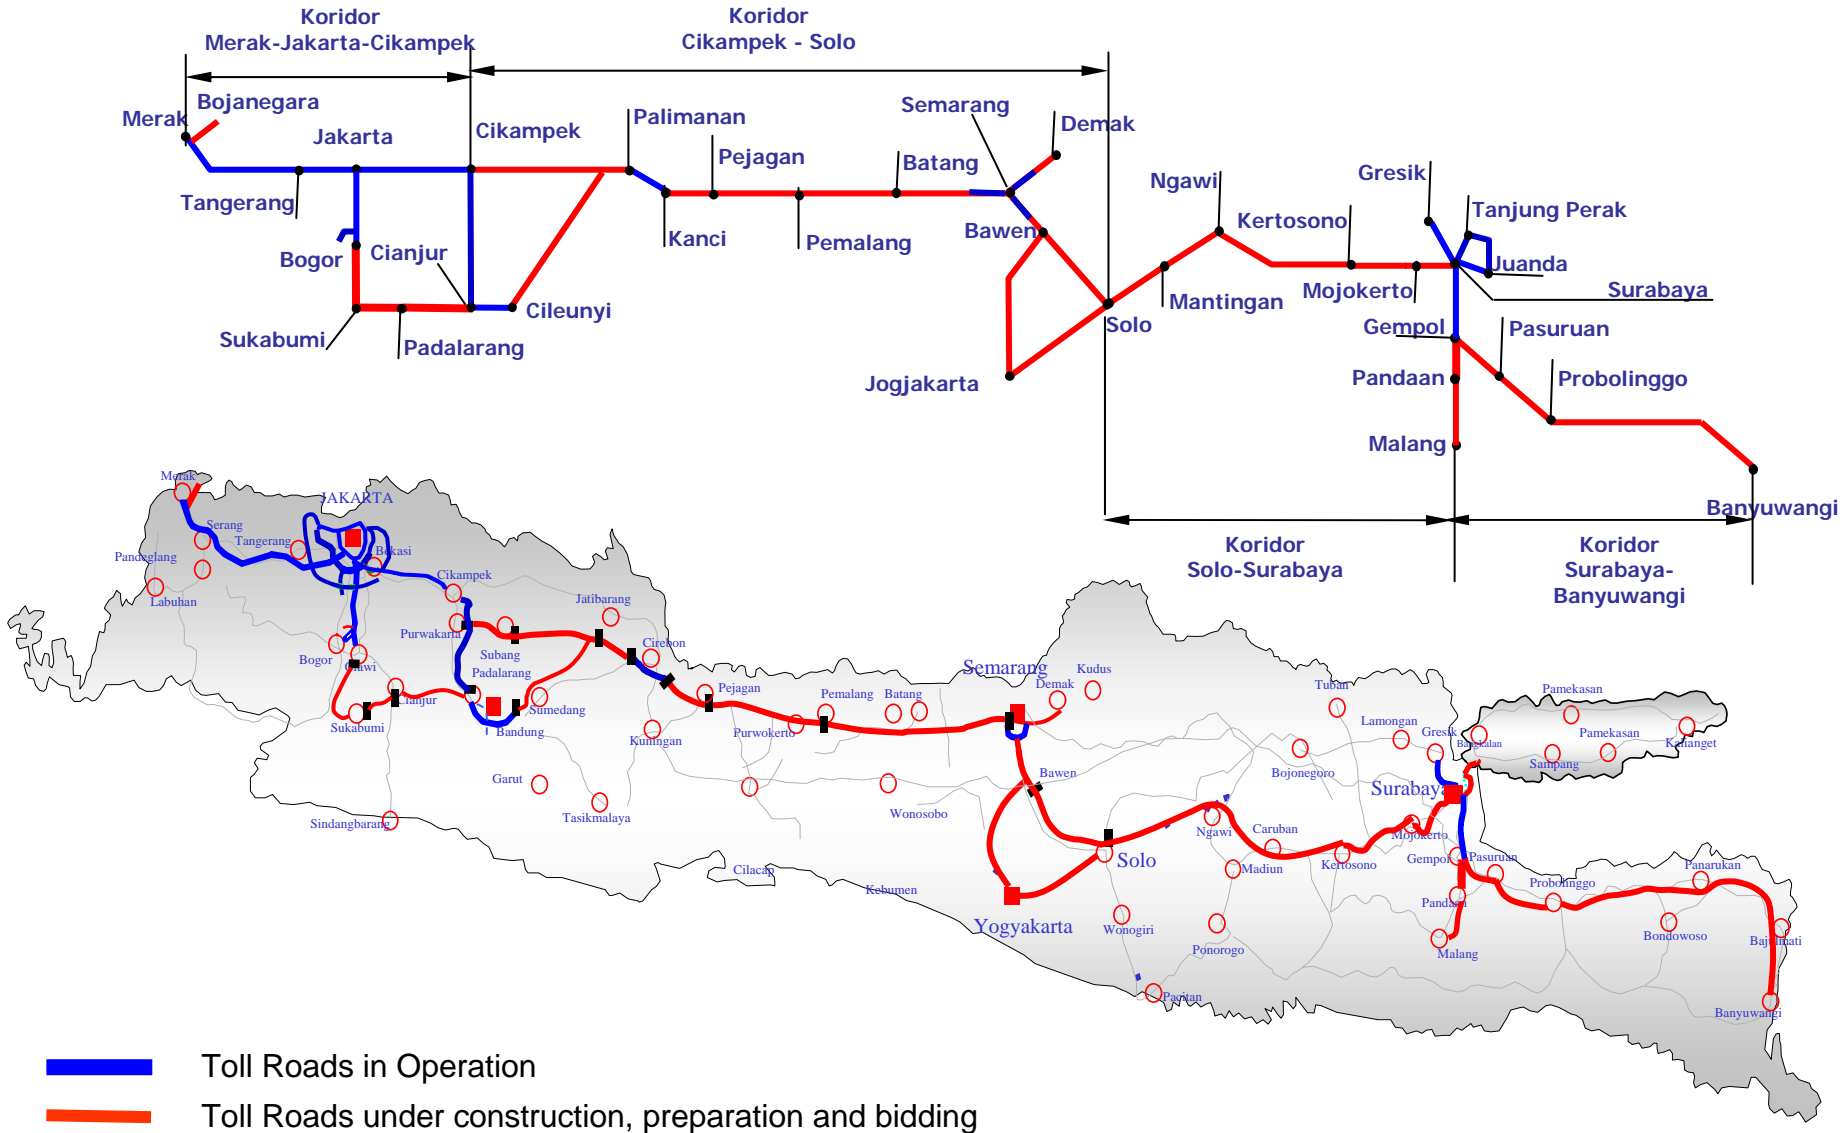 Koridor
Merak-Jakarta-Cikampek
Koridor
Cikampek - Solo
Bojanegara
Merak
Jakarta
Cikampek
Palimanan
Semarang
Demak
Pejagan
Batang
Tangerang
Ngawi
Gresik
Kertosono
Tanjung Perak
Bogor
Cianjur
Kanci
Pemalang
Bawen
Juanda
Mojokerto
Surabaya
Mantingan
Cileunyi
Solo
Gempol
Pasuruan
Sukabumi
Padalarang
Jogjakarta
Pandaan
Probolinggo
Malang
Banyuwangi
Koridor
Solo-Surabaya
Koridor
Surabaya-
Banyuwangi
Merak
JAKARTA
Serang
Tangerang
Bekasi
Pandeglang
Labuhan
Cikampek
Jatibarang
Purwakarta
Subang
Cirebon
Bogor
Ciawi
Padalarang
Cianjur
Sumedang
Sukabumi
Bandung
Kuningan
Garut
Tasikmalaya
Sindangbarang
Pejagan
Pemalang
Batang
Purwokerto
Semarang
Demak
Kudus
Bawen
Wonosobo
Cilacap
Kebumen
Yogyakarta
Solo
Wonogiri
Pacitan
Tuban
Lamongan
Gresik
Bojonegoro
Surabaya
Bangkalan
Pamekasan
Pamekasan
Sampang
Kalianget
Ngawi
Caruban
Madiun
Kertosono
Mojokerto
Gempol
Pasuruan
Ponorogo
Pandaan
Malang
Probolinggo
Panarukan
Bondowoso
Bajulmati
Banyuwangi
Toll Roads in Operation
Toll Roads under construction, preparation and bidding